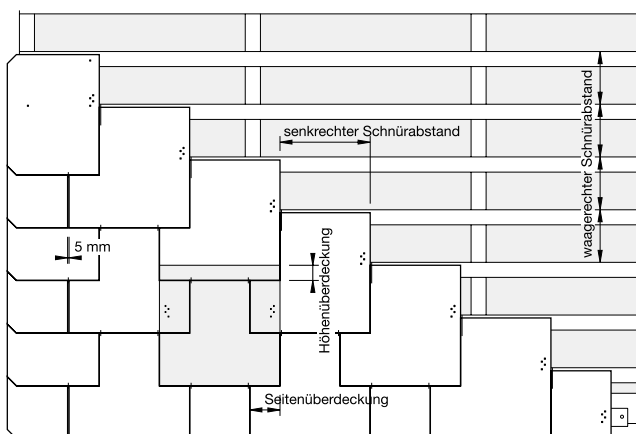 senkrechter Schnürabstand
waagerechter Schnürabstand
5 mm
Höhenüberdeckung
Seitenüberdeckung